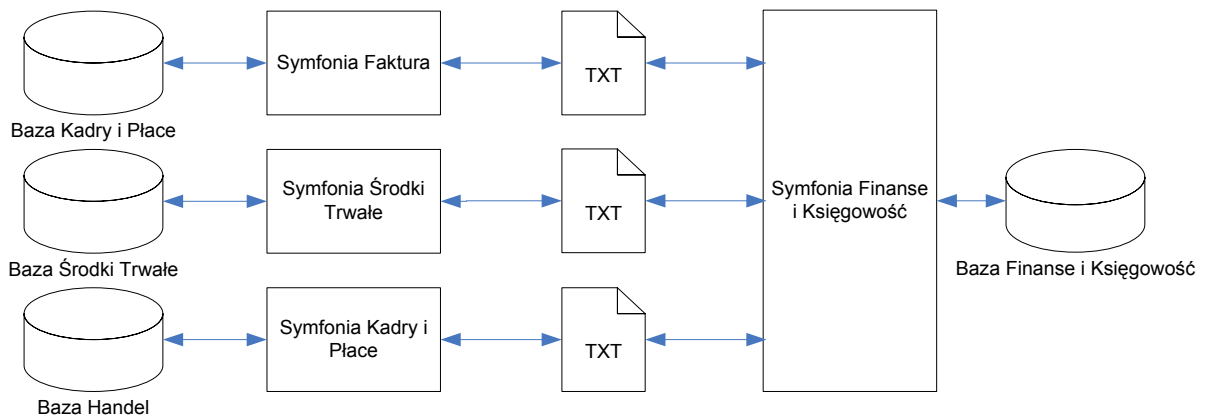 Symfonia Faktura
TXT
Baza Kadry i Płace
Symfonia Środki
Trwałe
TXT
Symfonia Finanse
i Księgowość
Baza Środki Trwałe
Baza Finanse i Księgowość
Symfonia Kadry i
Płace
TXT
Baza Handel